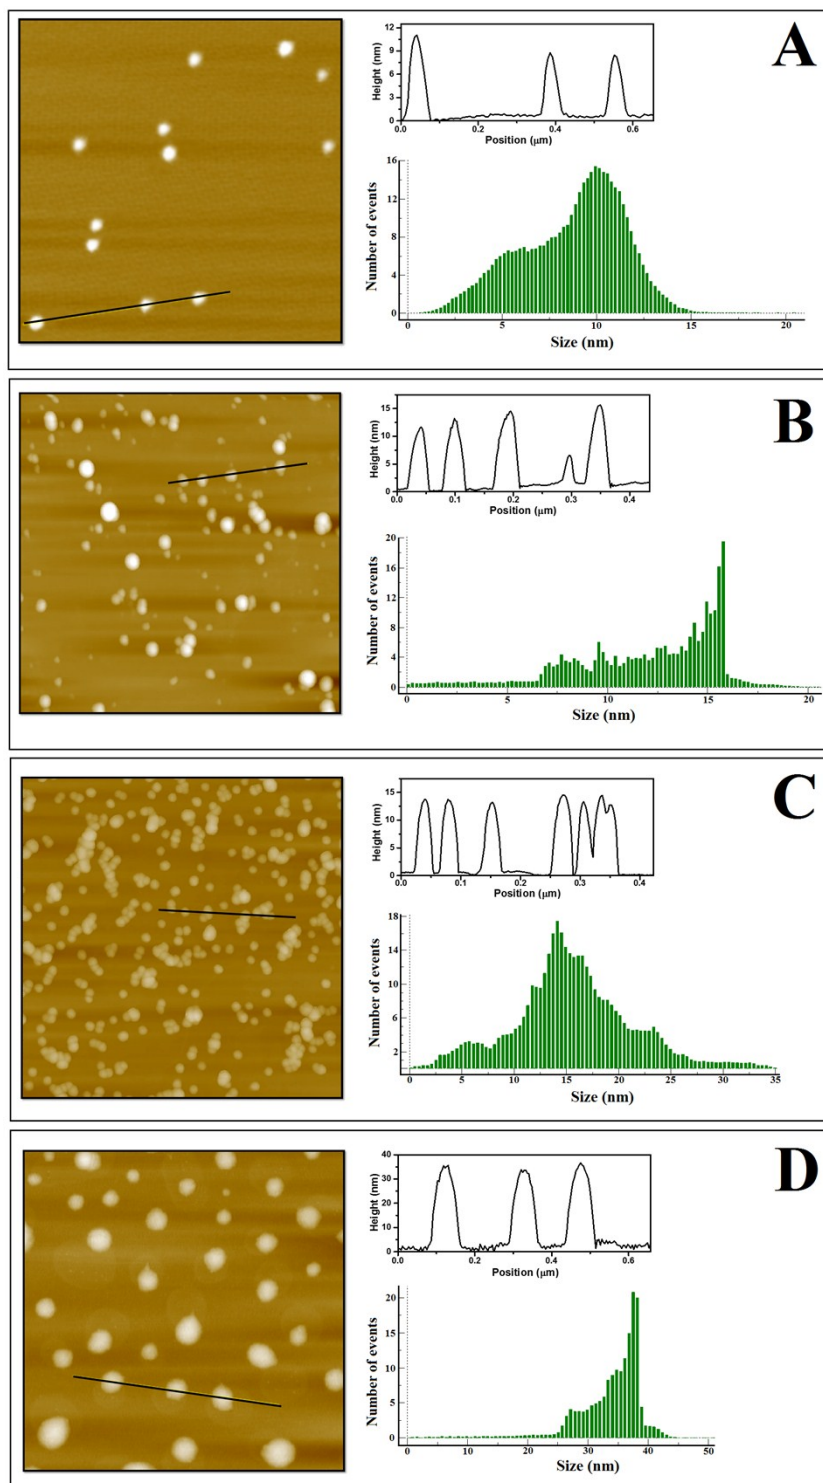 A
Height (nm)
12
9
6
3
0
0.0 0.2 0.4 0.6
Position (μm)
Number of events
16
12
8
4
0
0 5 10 15 20
Size (nm)
B
Height (nm)
15
10
5
0
0.0 0.1 0.2 0.3 0.4
Position (μm)
Number of events
20
16
12
8
4
0
0 5 10 15 20
Size (nm)
C
Height (nm)
15
10
5
0
0.0 0.1 0.2 0.3 0.4
Position (μm)
Number of events
18
14
10
6
2
0 5 10 15 20 25 30 35
Size (nm)
D
Height (nm)
40
30
20
10
0
0.0 0.2 0.4 0.6
Position (μm)
Number of events
20
15
10
5
0
0 10 20 30 40 50
Size (nm)